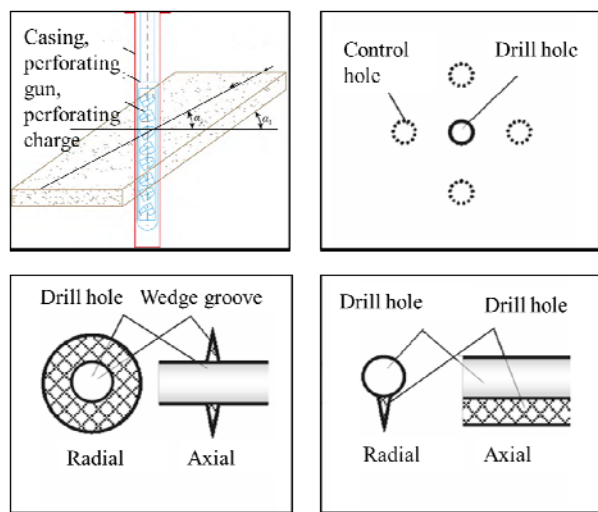 Casing,
perforating
gun,
perforating
charge
α
α₁
Control
hole
Drill hole
Drill hole
Wedge groove
Radial
Axial
Drill hole
Drill hole
Radial
Axial